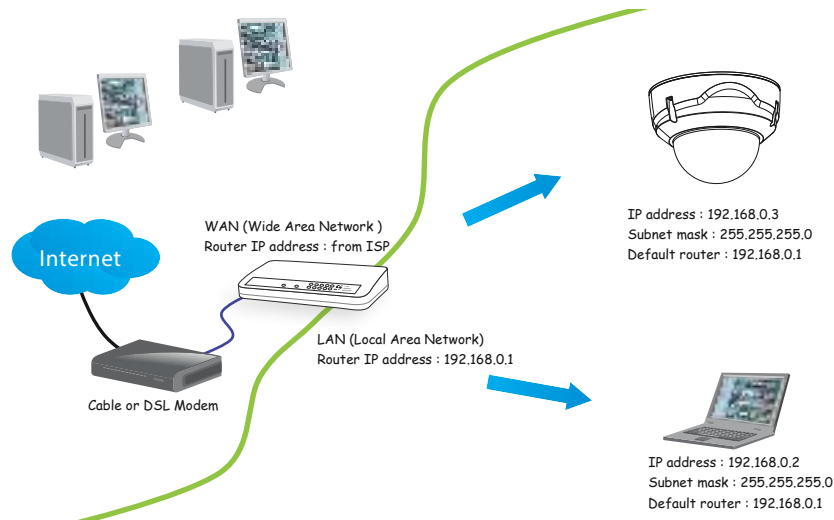 WAN (Wide Area Network )
Router IP address : from ISP
Internet
IP address : 192.168.0.3
Subnet mask : 255.255.255.0
Default router : 192.168.0.1
LAN (Local Area Network)
Router IP address : 192.168.0.1
Cable or DSL Modem
IP address : 192.168.0.2
Subnet mask : 255.255.255.0
Default router : 192.168.0.1